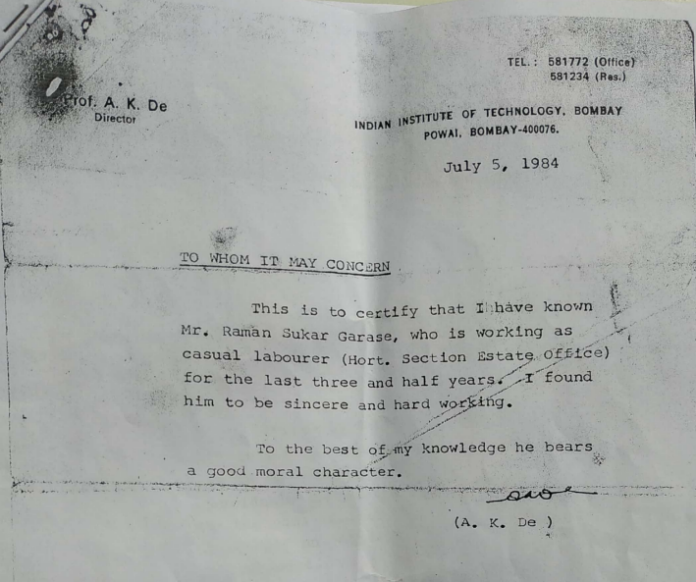 TEL. : 581772 (Office)
581234 (Res.)
Prof. A. K. De
Director
INDIAN INSTITUTE OF TECHNOLOGY, BOMBAY
POWAI, BOMBAY-400076.
July 5, 1984
TO WHOM IT MAY CONCERN
This is to certify that I have known
Mr. Raman Sukar Garase, who is working as
casual labourer (Hort. Section Estate Office)
for the last three and half years. I found
him to be sincere and hard working.
To the best of my knowledge he bears
a good moral character.
(A. K. De )